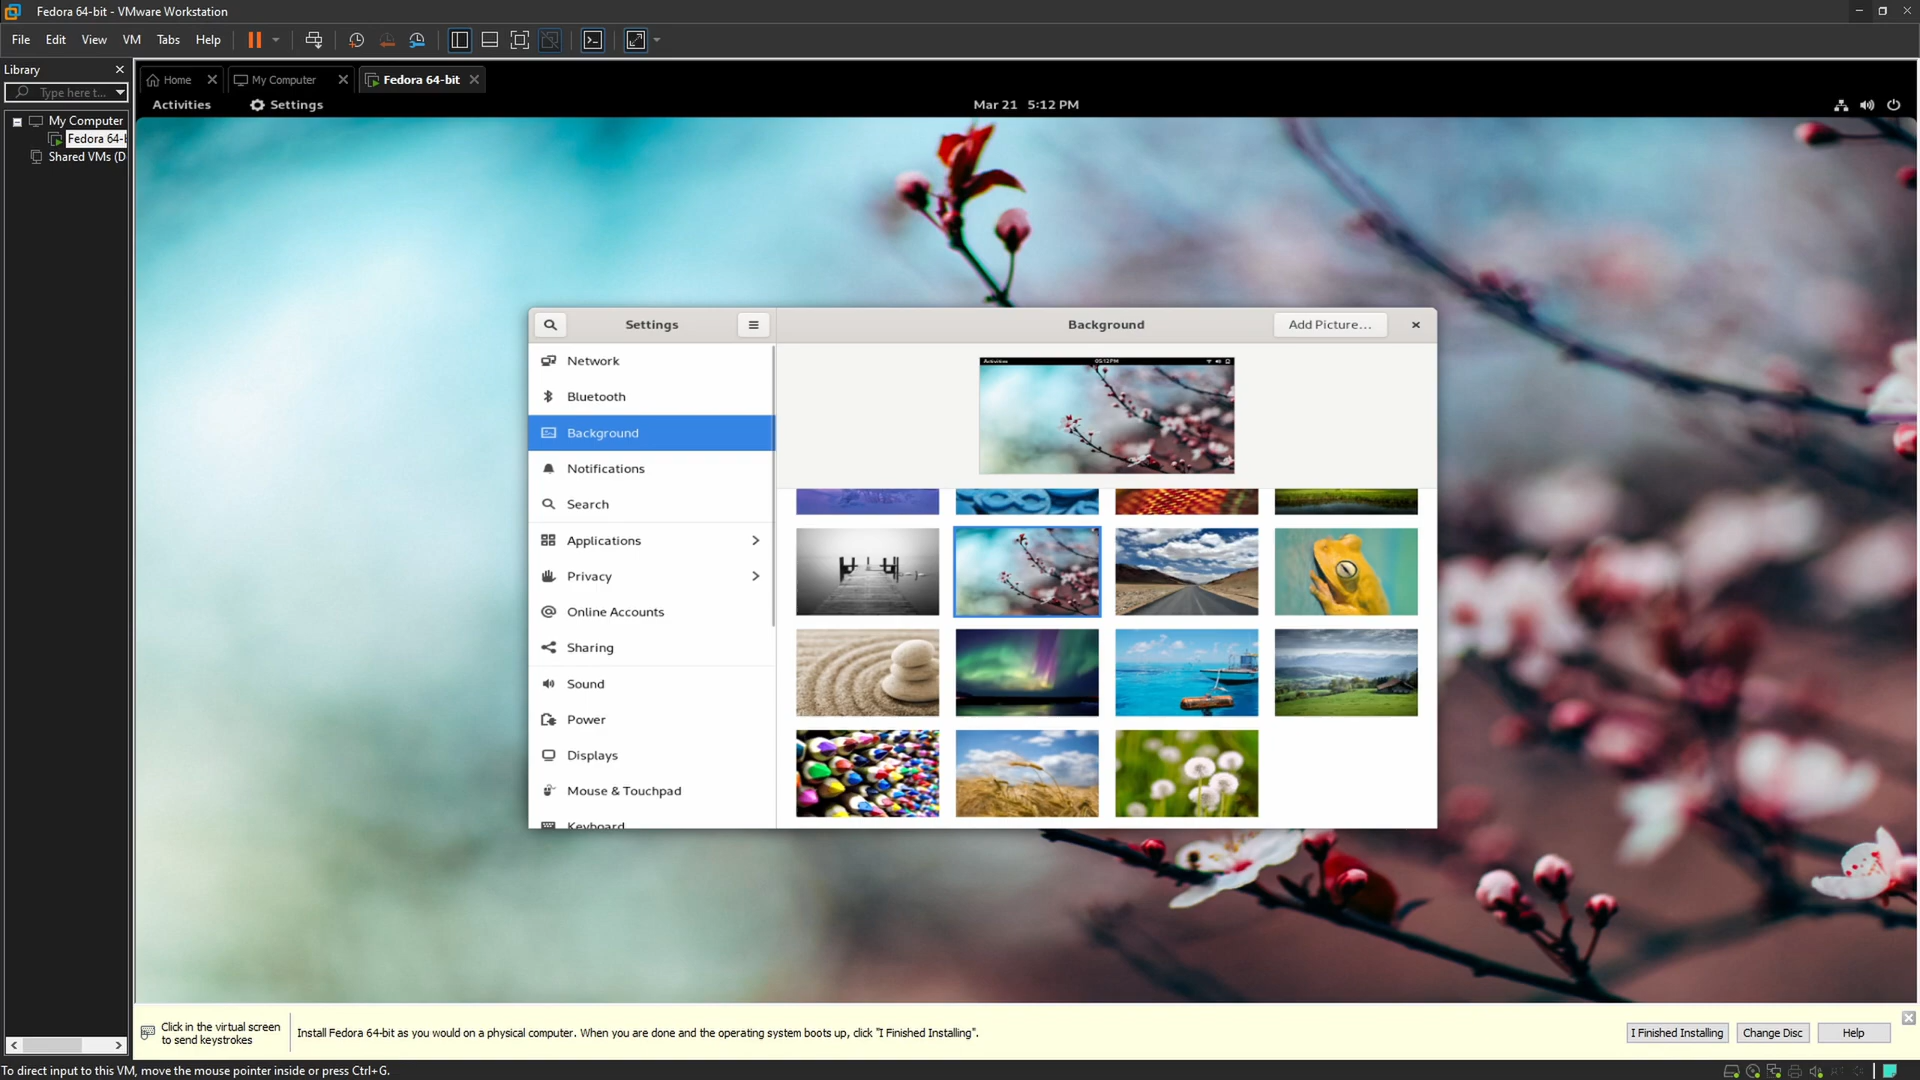 Fedora 64-bit - VMware Workstation
File Edit View VM Tabs Help
Library
Type here t...
Home
My Computer
Fedora 64-bit
My Computer
Fedora 64-b
Shared VMs (D
Activities
Settings
Mar 21 5:12 PM
Settings
Background
Add Picture...
Network
Bluetooth
Background
Notifications
Search
Applications
Privacy
Online Accounts
Sharing
Sound
Power
Displays
Mouse & Touchpad
Keyboard
Activities
05:12PM
Click in the virtual screen
to send keystrokes
Install Fedora 64-bit as you would on a physical computer. When you are done and the operating system boots up, click "I Finished Installing".
I Finished Installing
Change Disc
Help
To direct input to this VM, move the mouse pointer inside or press Ctrl+G.